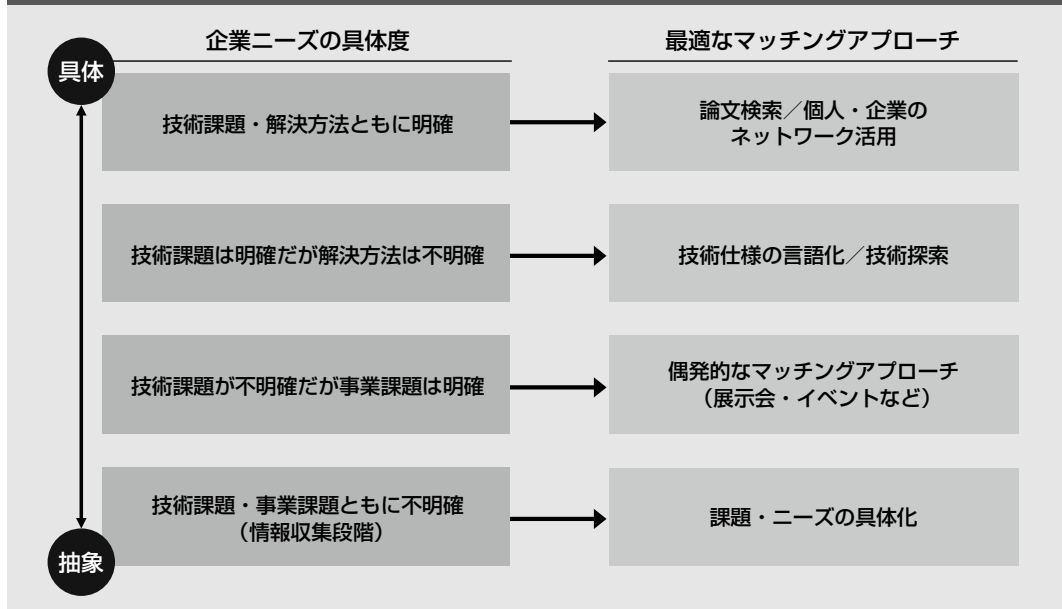 企業ニーズの具体度
最適なマッチングアプローチ
具体
技術課題・解決方法ともに明確
論文検索／個人・企業の
ネットワーク活用
技術課題は明確だが解決方法は不明確
技術仕様の言語化／技術探索
技術課題が不明確だが事業課題は明確
偶発的なマッチングアプローチ
（展示会・イベントなど）
技術課題・事業課題ともに不明確
（情報収集段階）
課題・ニーズの具体化
抽象